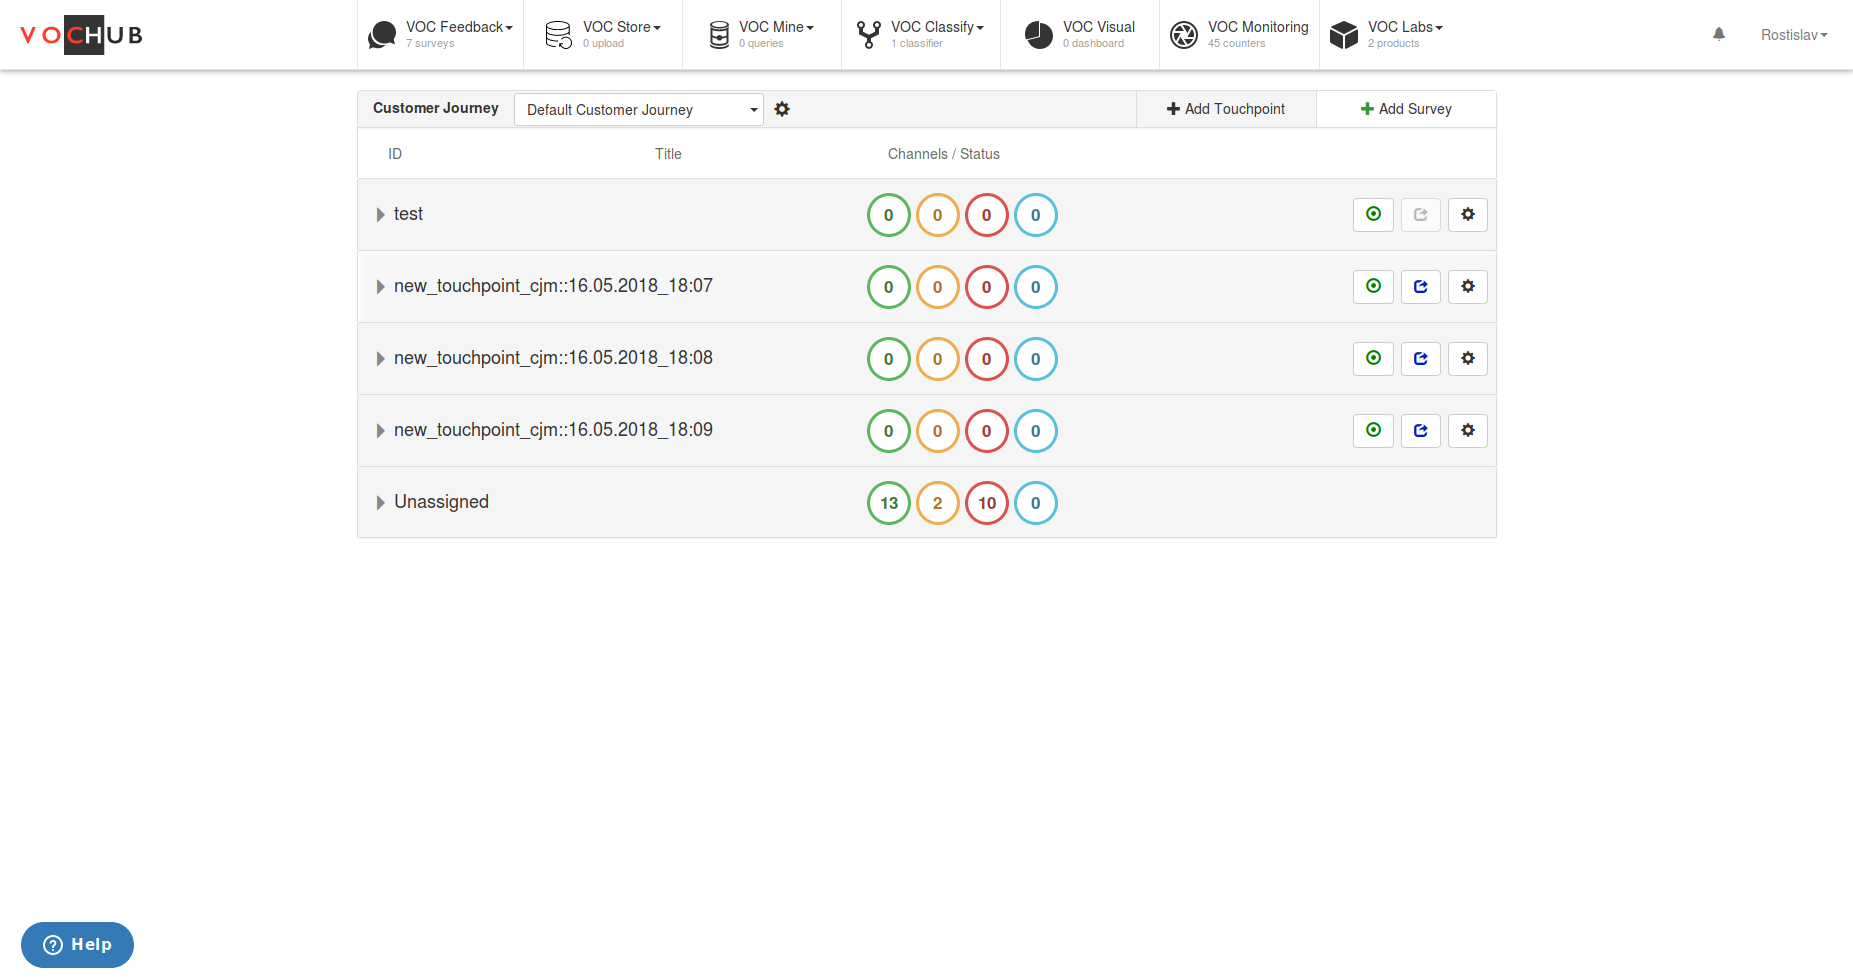 VOCHUB
VOC Feedback
7 surveys
VOC Store
0 upload
VOC Mine
0 queries
VOC Classify
1 classifier
VOC Visual
0 dashboard
VOC Monitoring
45 counters
VOC Labs
2 products
Rostislav
Customer Journey Default Customer Journey Add Touchpoint Add Survey
ID Title Channels / Status
test 0 0 0 0
new_touchpoint_cjm::16.05.2018_18:07 0 0 0 0
new_touchpoint_cjm::16.05.2018_18:08 0 0 0 0
new_touchpoint_cjm::16.05.2018_18:09 0 0 0 0
Unassigned 13 2 10 0
Help